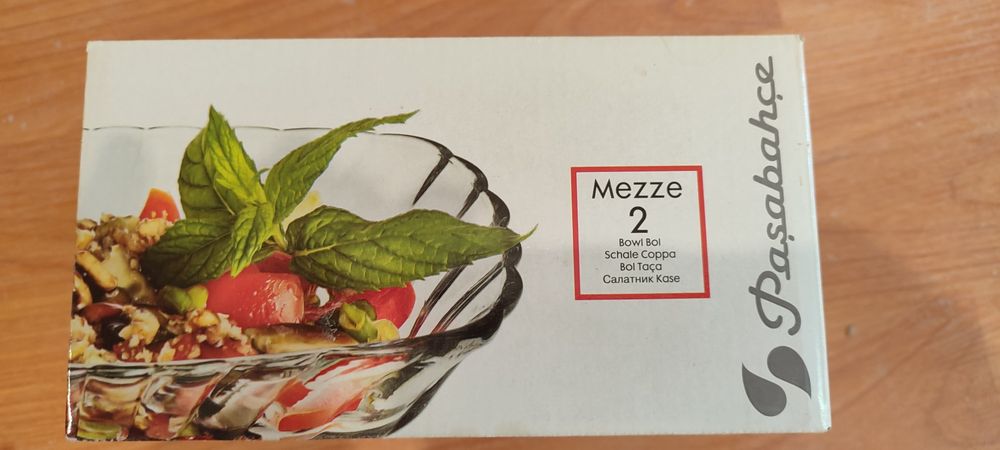 Mezze
2
Bowl Bol
Schale Coppa
Bol Taça
Салатник Kase
Paşabahçe